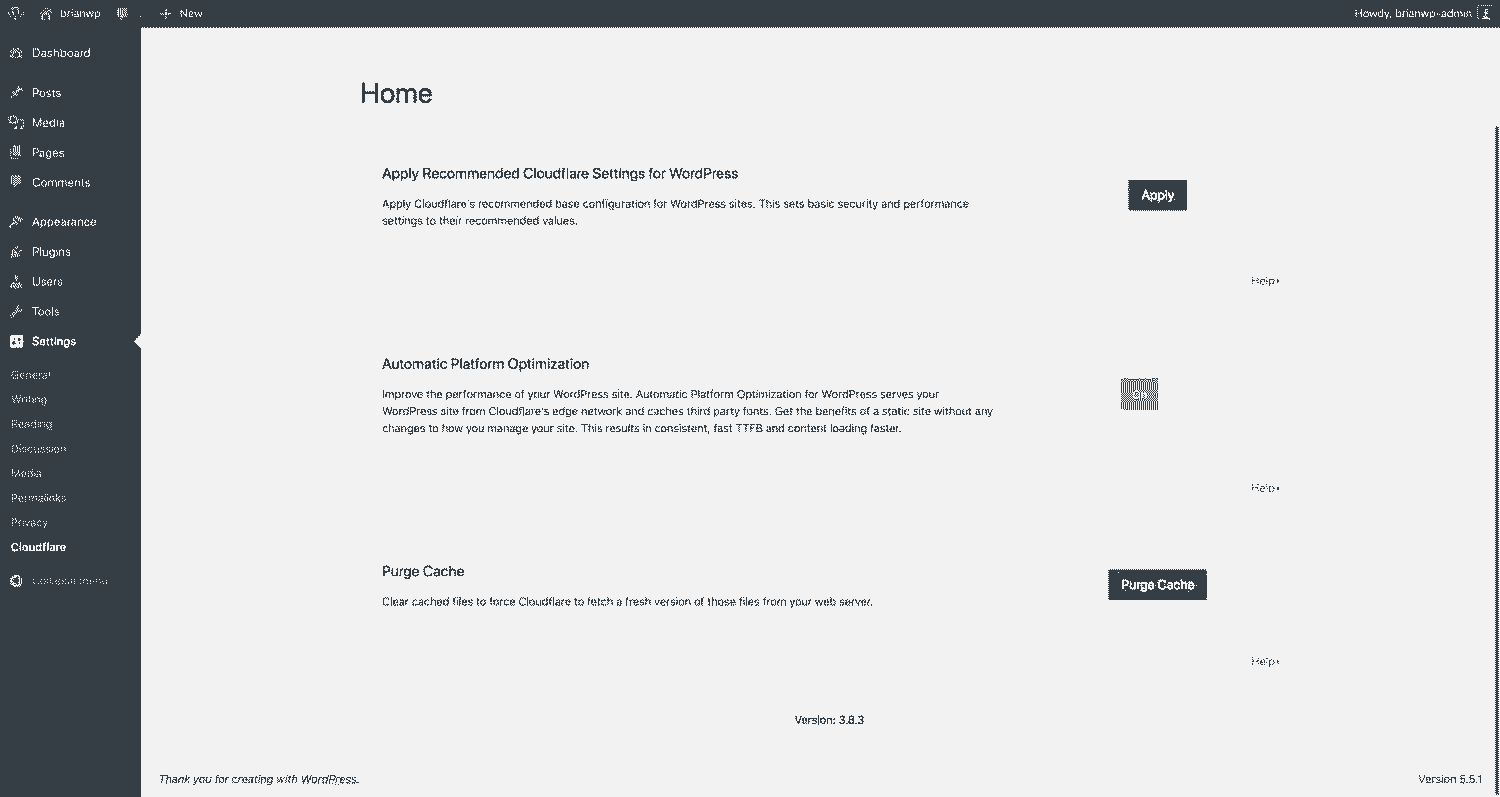 brianwp
New
Howdy, brianwp-admin
Dashboard
Posts
Media
Pages
Comments
Appearance
Plugins
Users
Tools
Settings
General
Writing
Reading
Discussion
Media
Permalinks
Privacy
Cloudflare
Collapse menu
Home
Apply Recommended Cloudflare Settings for WordPress
Apply Cloudflare's recommended base configuration for WordPress sites. This sets basic security and performance
settings to their recommended values.
Apply
Help
Automatic Platform Optimization
Improve the performance of your WordPress site. Automatic Platform Optimization for WordPress serves your
WordPress site from Cloudflare's edge network and caches third party fonts. Get the benefits of a static site without any
changes to how you manage your site. This results in consistent, fast TTFB and content loading faster.
Help
Purge Cache
Clear cached files to force Cloudflare to fetch a fresh version of those files from your web server.
Purge Cache
Help
Version: 3.8.3
Thank you for creating with WordPress.
Version 5.5.1